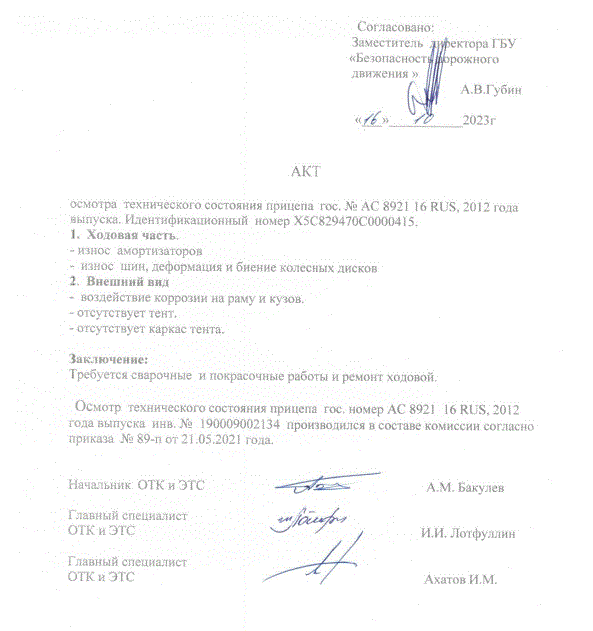 Согласовано:
Заместитель директора ГБУ
«Безопасность дорожного
движения »
А.В.Губин
«16» 10 2023г
АКТ
осмотра технического состояния прицепа гос. № АС 8921 16 RUS, 2012 года
выпуска. Идентификационный номер X5C829470C0000415.
1. Ходовая часть.
- износ амортизаторов
- износ шин, деформация и биение колесных дисков
2. Внешний вид
- воздействие коррозии на раму и кузов.
- отсутствует тент.
- отсутствует каркас тента.
Заключение:
Требуется сварочные и покрасочные работы и ремонт ходовой.
Осмотр технического состояния прицепа гос. номер АС 8921 16 RUS, 2012
года выпуска инв. № 190009002134 производился в составе комиссии согласно
приказа № 89-п от 21.05.2021 года.
Начальник ОТК и ЭТС
А.М. Бакулев
Главный специалист
ОТК и ЭТС
И.И. Лотфуллин
Главный специалист
ОТК и ЭТС
Ахатов И.М.